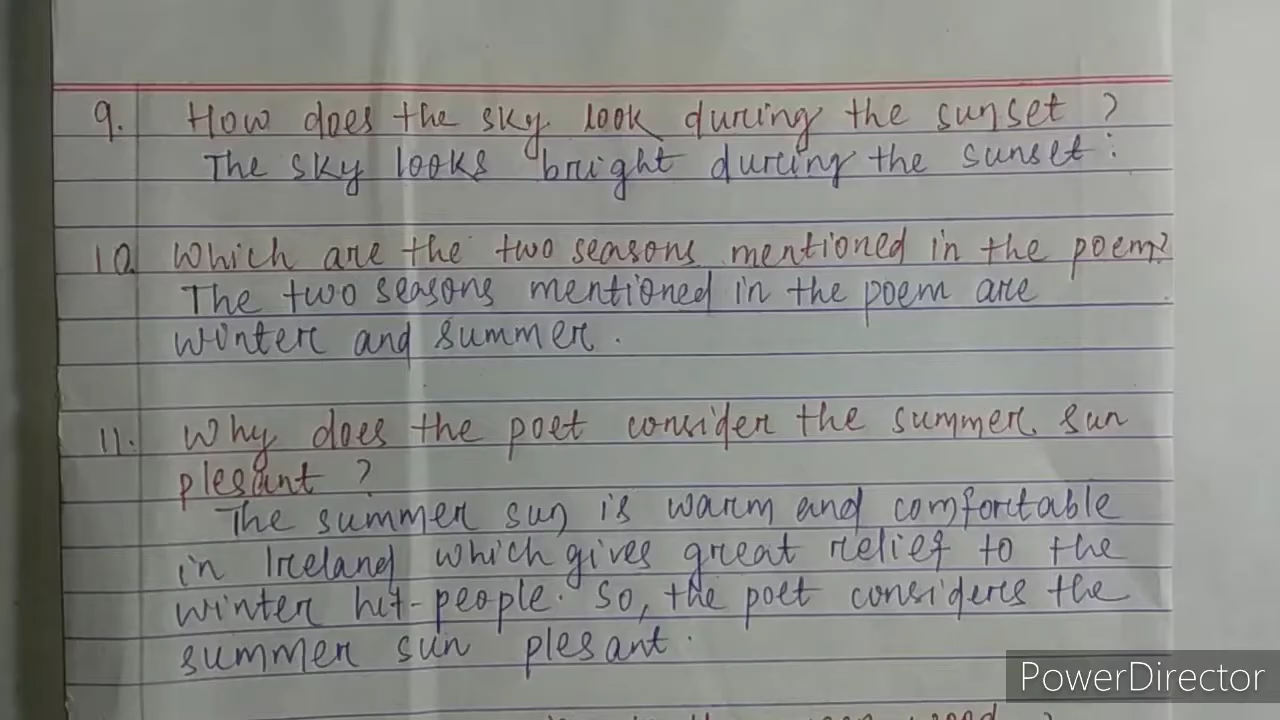 9. How does the sky look during the sunset ?
The sky looks bright during the sunset.
10. Which are the two seasons mentioned in the poem?
The two seasons mentioned in the poem are
winter and summer.
11. Why does the poet consider the summer sun
plesant ?
The summer sun is warm and comfortable
in Ireland which gives great relief to the
winter hit-people. So, the poet considers the
summer sun plesant.
PowerDirector